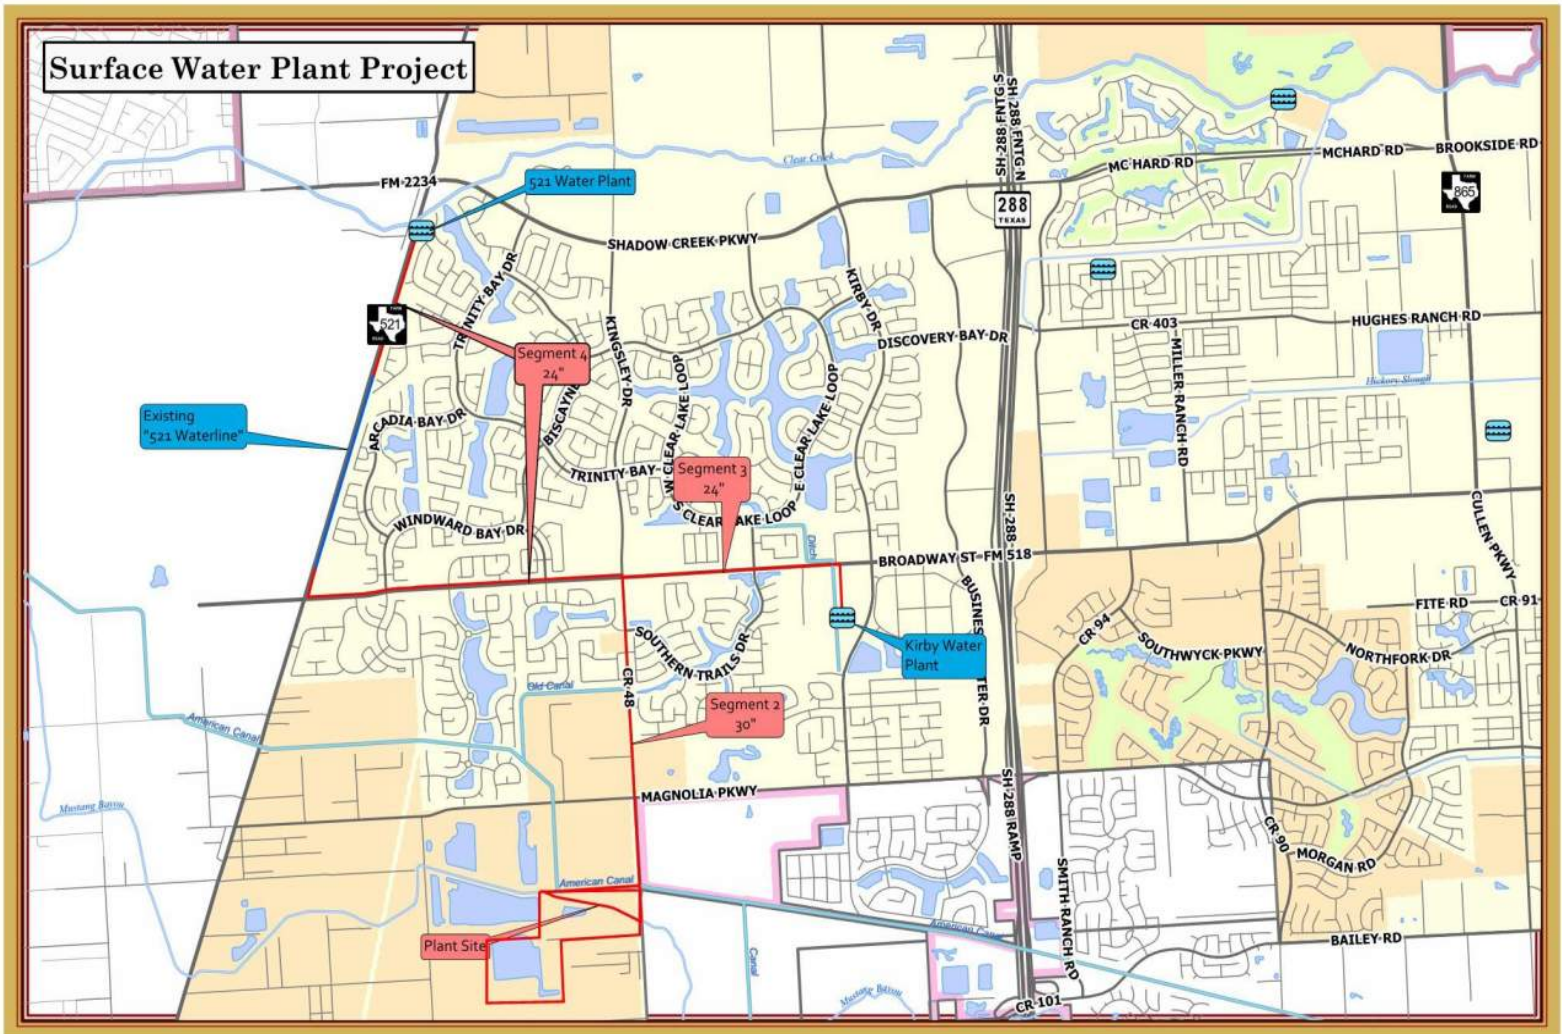 Surface Water Plant Project
SH 288 FNTG N
S SH-288 FNTG
Clear Creek
MC HARD RD
MCHARD RD
BROOKSIDE RD
FM 2234
521 Water Plant
865
288
TEXAS
SHADOW CREEK PKWY
TRINITY BAY DR
KIRBY DR
521
KINGSLEY DR
DISCOVERY BAY DR
CR 403
HUGHES RANCH RD
MILLER RANCH RD
Segment 4
24"
Hickory Slough
W CLEAR LAKE LOOP
E CLEAR LAKE LOOP
BISCAYNE
Existing
"521 Waterline"
ARCADIA BAY DR
TRINITY BAY
Segment 3
24"
S CLEAR LAKE LOOP
WINDWARD BAY DR
SH-288
CULLEN PKWY
Ditch
BROADWAY ST FM 518
BUSINES
TER DR
FITE RD
CR 91
CR 94
SOUTHERN TRAILS DR
Kirby Water
Plant
SOUTHWYCK PKWY
NORTHFORK DR
CR 48
Old Canal
Segment 2
30"
American Canal
MAGNOLIA PKWY
SH-288 RAMP
Mustang Bayou
CR 90
MORGAN RD
SMITH RANCH RD
American Canal
Plant Site
American Canal
BAILEY RD
Canal
Mustang Bayou
CR 101